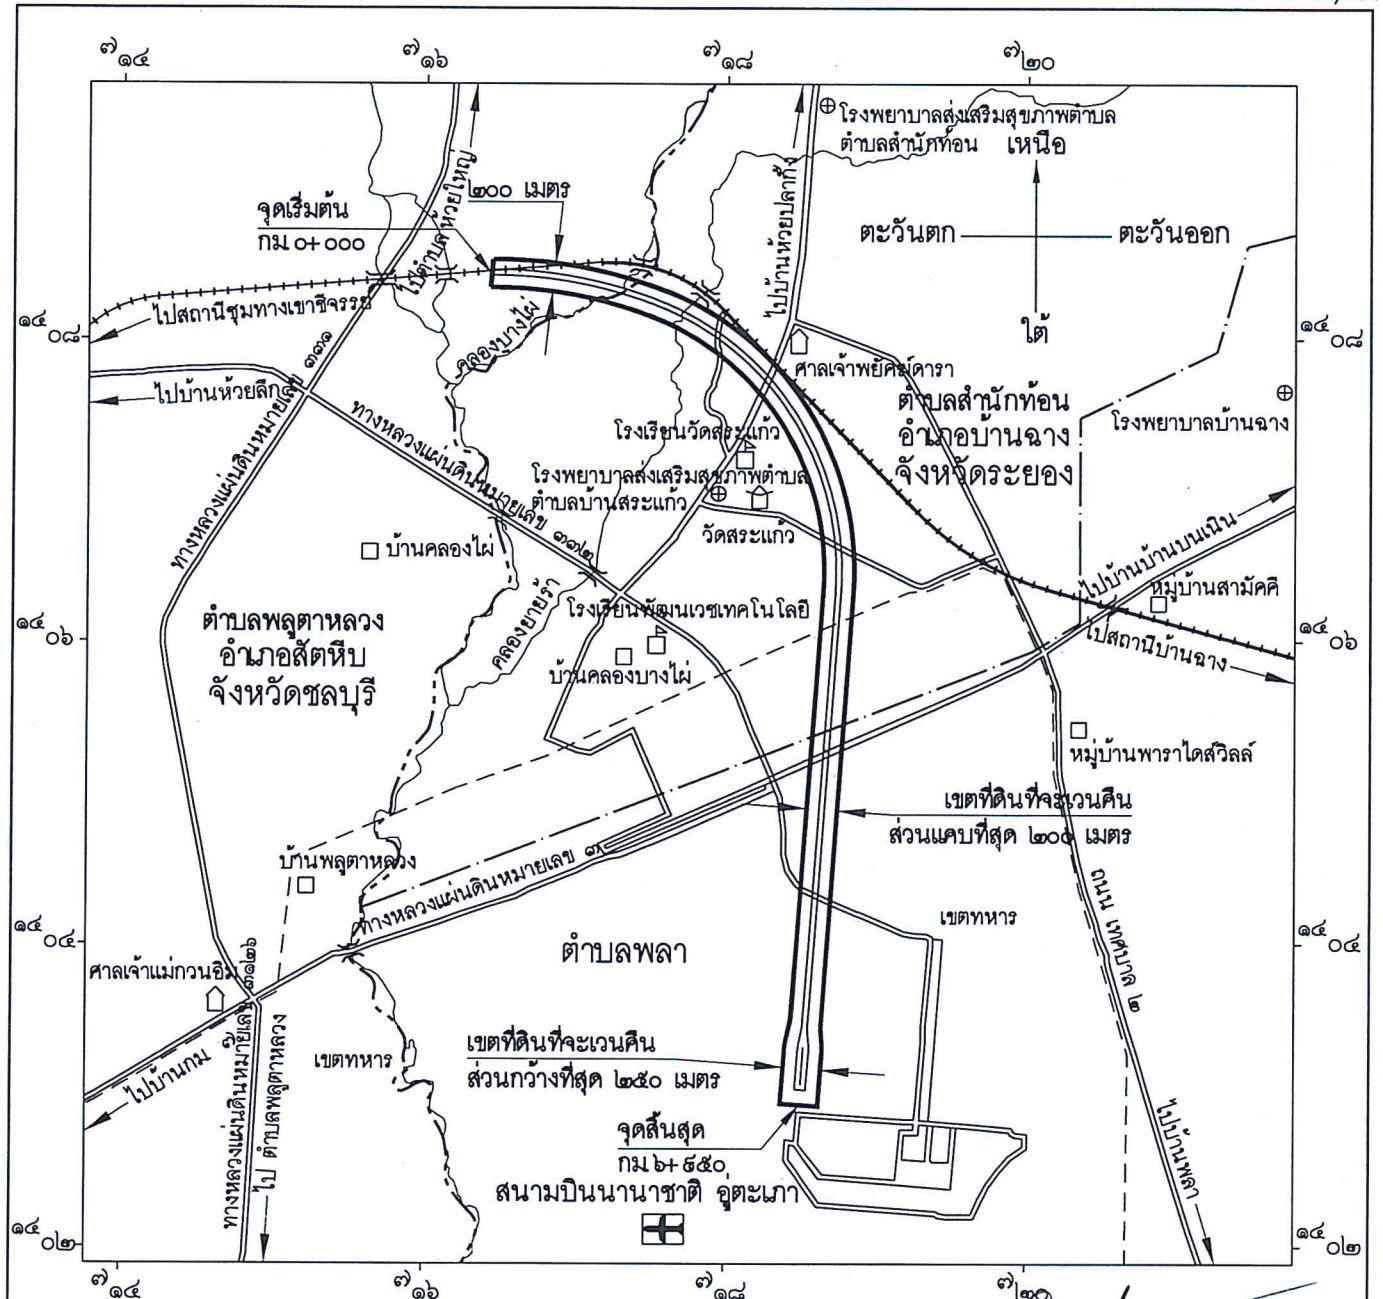 ๗๑๔
๗๑๖
๗๑๘
๗๒๐
โรงพยาบาลส่งเสริมสุขภาพตำบล
ตำบลสำนักท้อน
เหนือ
ไปตำบลห้วยใหญ่
๒๐๐ เมตร
ไปบ้านห้วยปลากั้ง
จุดเริ่มต้น
กม.๐+๐๐๐
ตะวันตก
ตะวันออก
ไปสถานีชุมทางเขาชีจรรย์
คลองบางไผ่
ใต้
๑๔๐๘
๑๔๐๘
ศาลเจ้าพยัคฆ์ดารา
ไปบ้านห้วยลึก
ทางหลวงแผ่นดินหมายเลข ๓๓๑
ทางหลวงแผ่นดินหมายเลข ๓๓๒
ตำบลสำนักท้อน
อำเภอบ้านฉาง
จังหวัดระยอง
โรงพยาบาลบ้านฉาง
โรงเรียนวัดสระแก้ว
โรงพยาบาลส่งเสริมสุขภาพตำบล
ตำบลบ้านสระแก้ว
วัดสระแก้ว
บ้านคลองไผ่
ไปบ้านบ้านบนเนิน
หมู่บ้านสามัคคี
คลองยายร้า
โรงเรียนพัฒนเวชเทคโนโลยี
ตำบลพลูตาหลวง
อำเภอสัตหีบ
จังหวัดชลบุรี
๑๔๐๖
๑๔๐๖
ไปสถานีบ้านฉาง
บ้านคลองบางไผ่
หมู่บ้านพาราไดส์วิลล์
เขตที่ดินที่จะเวนคืน
ส่วนแคบที่สุด ๒๐๐ เมตร
บ้านพลูตาหลวง
ทางหลวงแผ่นดินหมายเลข ๓
เขตทหาร
ถนน เทศบาล ๒
๑๔๐๔
๑๔๐๔
ตำบลพลา
ศาลเจ้าแม่กวนอิม
ทางหลวงแผ่นดินหมายเลข ๓๑๒๖
ไป ตำบลพลูตาหลวง
ไปบ้านกม ๗
เขตทหาร
เขตที่ดินที่จะเวนคืน
ส่วนกว้างที่สุด ๒๕๐ เมตร
จุดสิ้นสุด
กม.๖+๕๕๐
ไปบ้านพลา
สนามบินนานาชาติ อู่ตะเภา
๑๔๐๒
๑๔๐๒
๗๑๔
๗๑๖
๗๑๘
๗๒๐